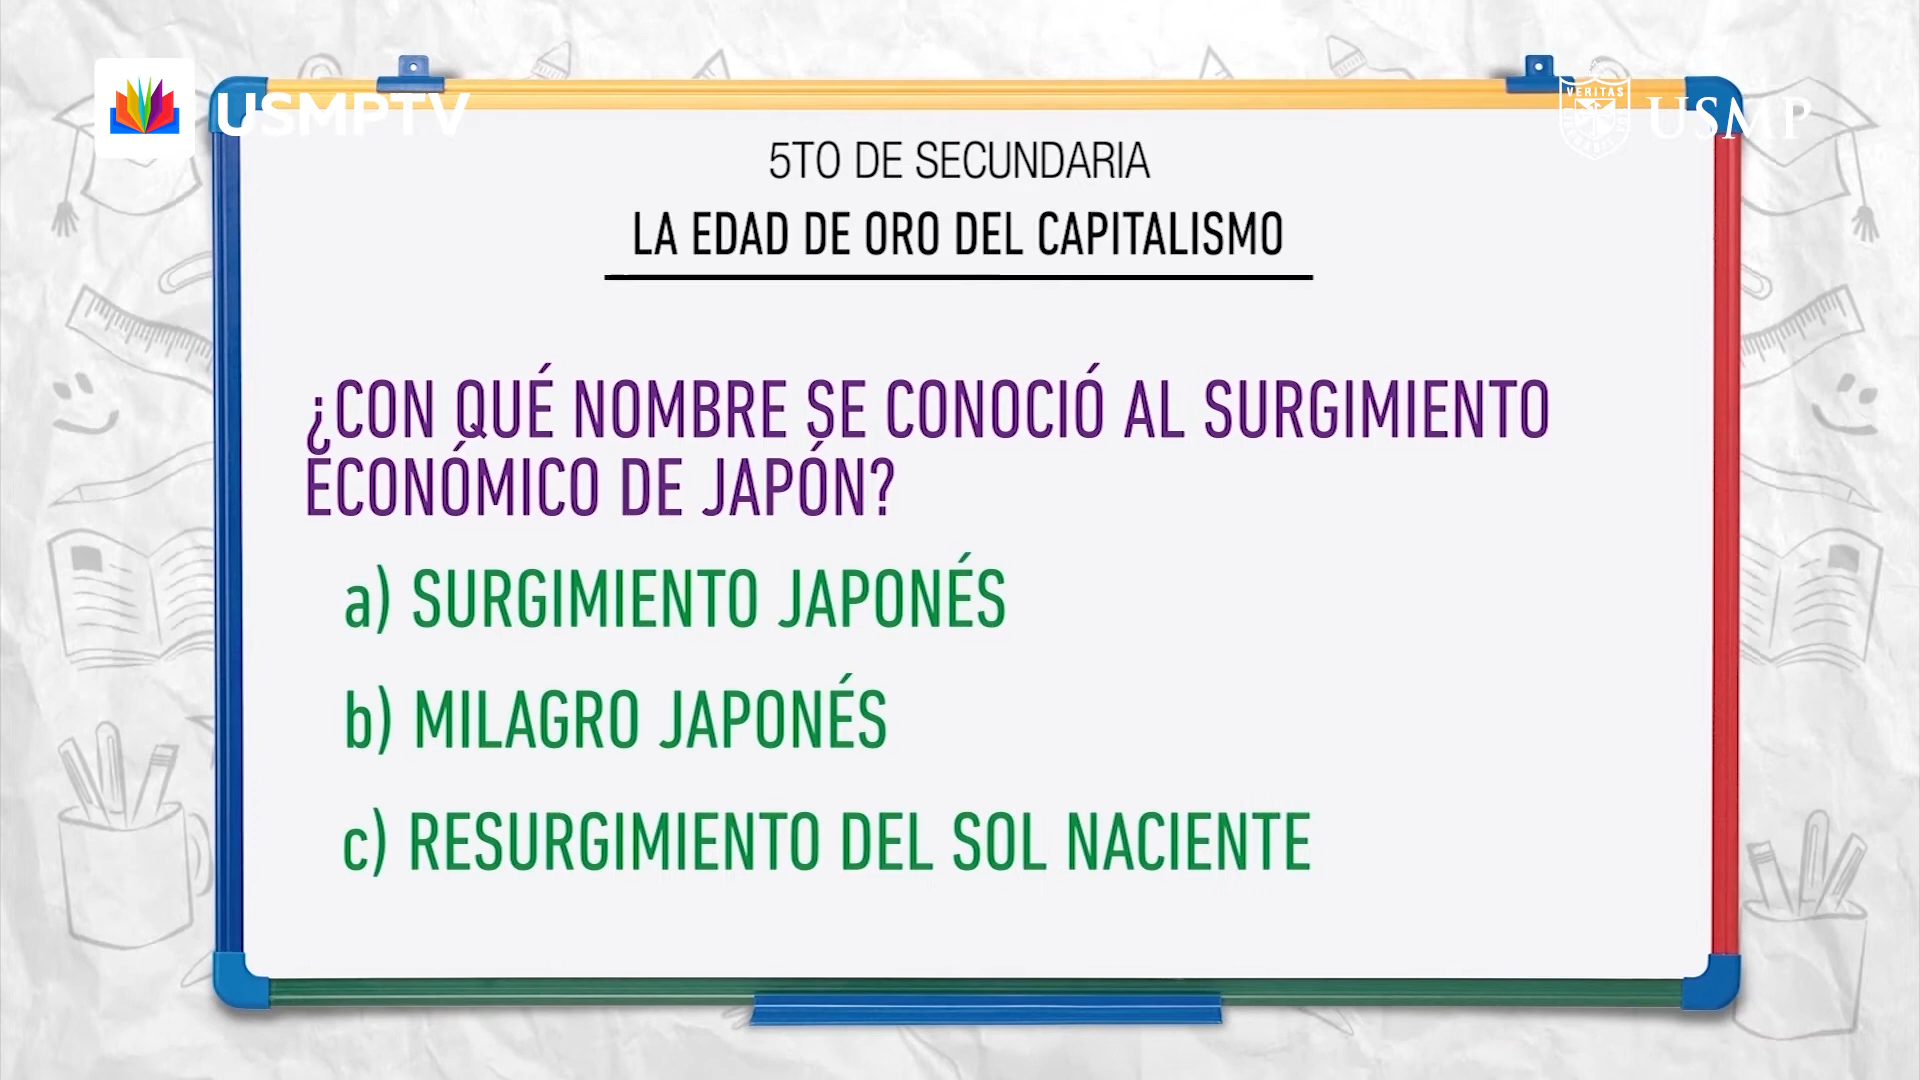 USMPTV
VERITAS
USMP
5TO DE SECUNDARIA
LA EDAD DE ORO DEL CAPITALISMO
¿CON QUÉ NOMBRE SE CONOCIÓ AL SURGIMIENTO
ECONÓMICO DE JAPÓN?
a) SURGIMIENTO JAPONÉS
b) MILAGRO JAPONÉS
c) RESURGIMIENTO DEL SOL NACIENTE